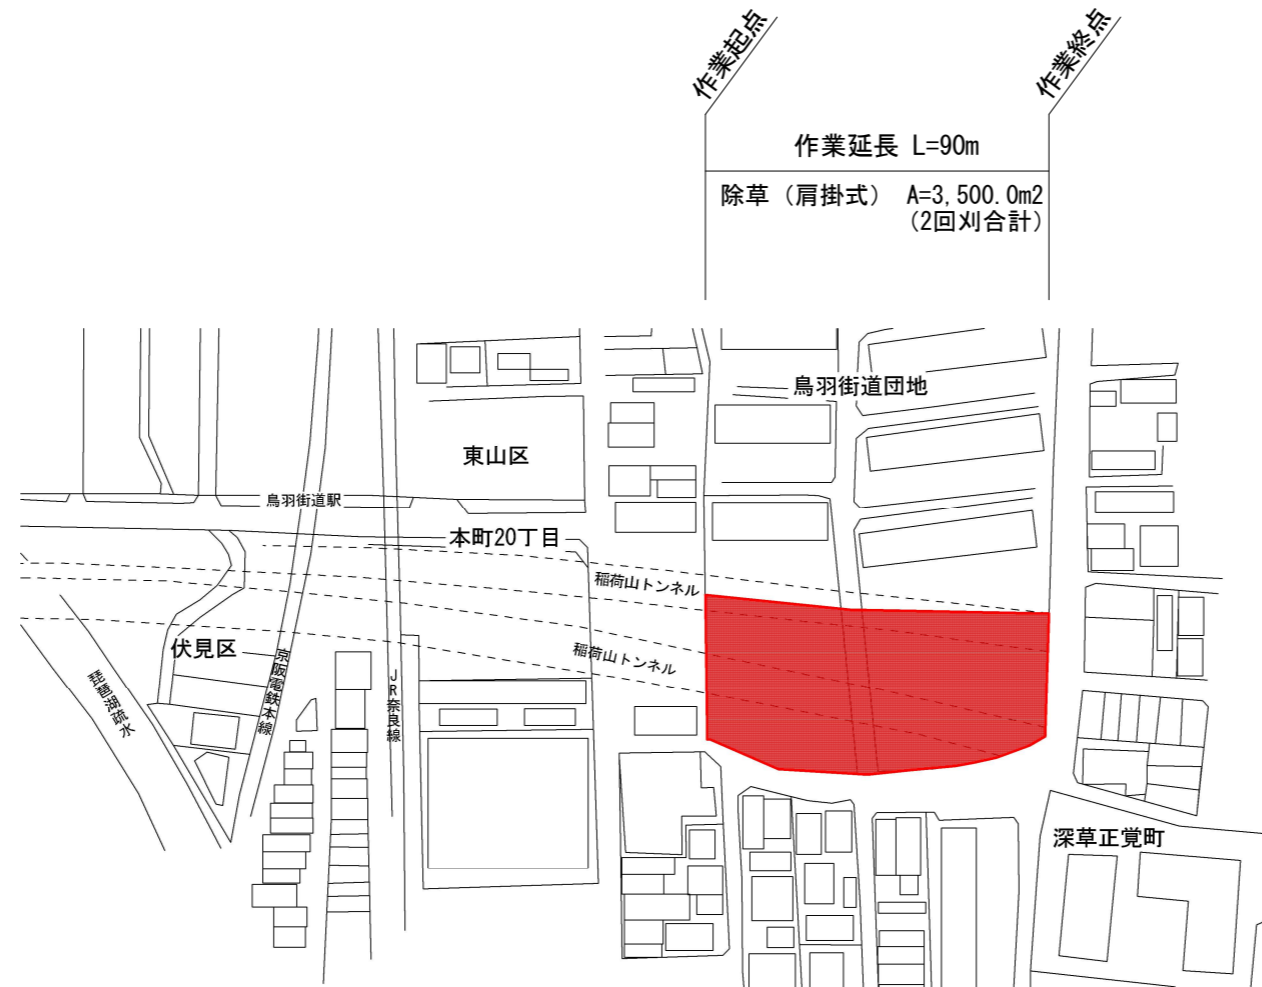 作業起点
作業終点
作業延長 L=90m
除草（肩掛式） A=3,500.0m2
（2回刈合計）
鳥羽街道団地
東山区
鳥羽街道駅
本町20丁目
稲荷山トンネル
稲荷山トンネル
伏見区
京阪電鉄本線
JR奈良線
琵琶湖疏水
深草正覚町